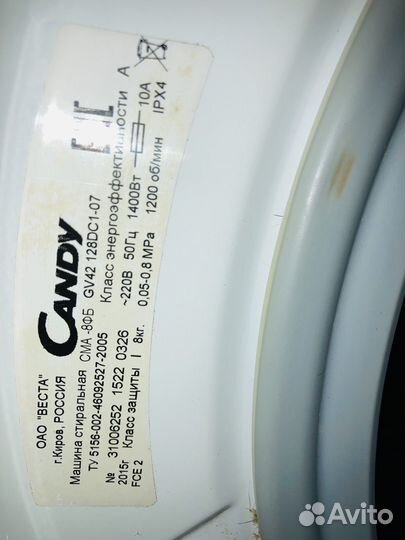 ОАО "ВЕСТА"
г.Киров, РОССИЯ
CANDY
EAC
Машина стиральная СМА -8ФБ GV42 128DC1-07
ТУ 5156-002-46092527-2005 Класс энергоэффективности A
№ 31006252 1522 0326 ~220В 50Гц 1400Вт 10A
2015г Класс защиты I 8кг. 0,05-0,8 MPa 1200 об/мин IPX4
FCE 2
Avito